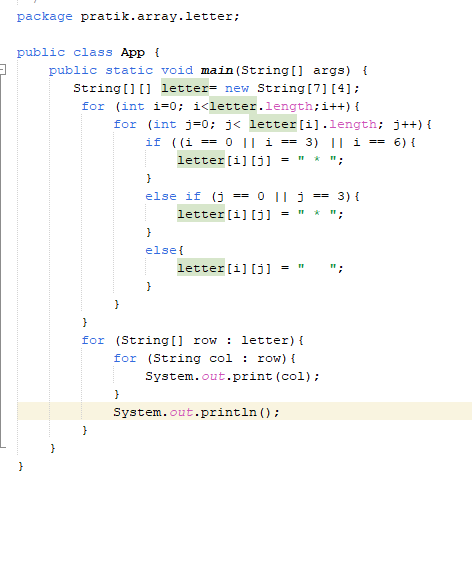 package pratik.array.letter;
public class App {
public static void main(String[] args) {
String[][] letter= new String[7][4];
for (int i=0; i<letter.length;i++){
for (int j=0; j< letter[i].length; j++){
if ((i == 0 || i == 3) || i == 6){
letter[i][j] = " * ";
}
else if (j == 0 || j == 3){
letter[i][j] = " * ";
}
else{
letter[i][j] = "   ";
}
}
}
for (String[] row : letter){
for (String col : row){
System.out.print(col);
}
System.out.println();
}
}
}